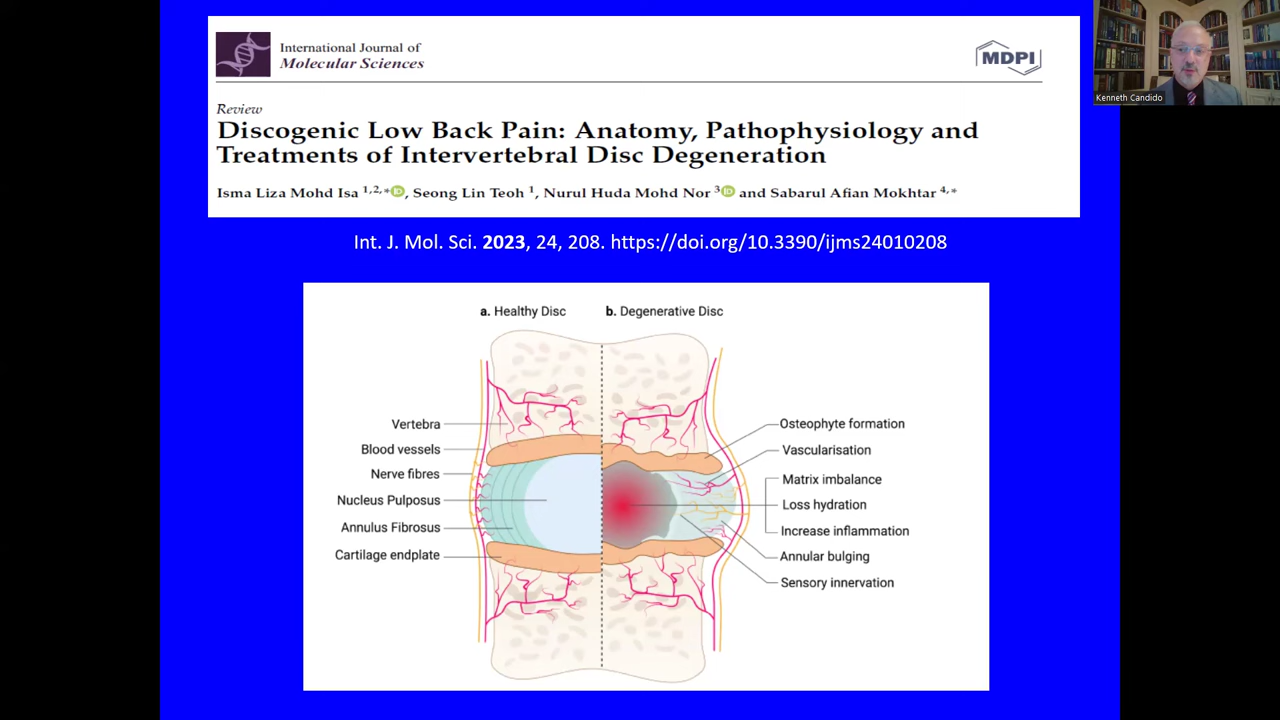 International Journal of
Molecular Sciences
MDPI
Kenneth Candido
Review
Discogenic Low Back Pain: Anatomy, Pathophysiology and
Treatments of Intervertebral Disc Degeneration
Isma Liza Mohd Isa 1,2,* iD, Seong Lin Teoh 1, Nurul Huda Mohd Nor 3 iD and Sabarul Afian Mokhtar 4,*
Int. J. Mol. Sci. 2023, 24, 208. https://doi.org/10.3390/ijms24010208
a. Healthy Disc
b. Degenerative Disc
Vertebra
Blood vessels
Nerve fibres
Nucleus Pulposus
Annulus Fibrosus
Cartilage endplate
Osteophyte formation
Vascularisation
Matrix imbalance
Loss hydration
Increase inflammation
Annular bulging
Sensory innervation